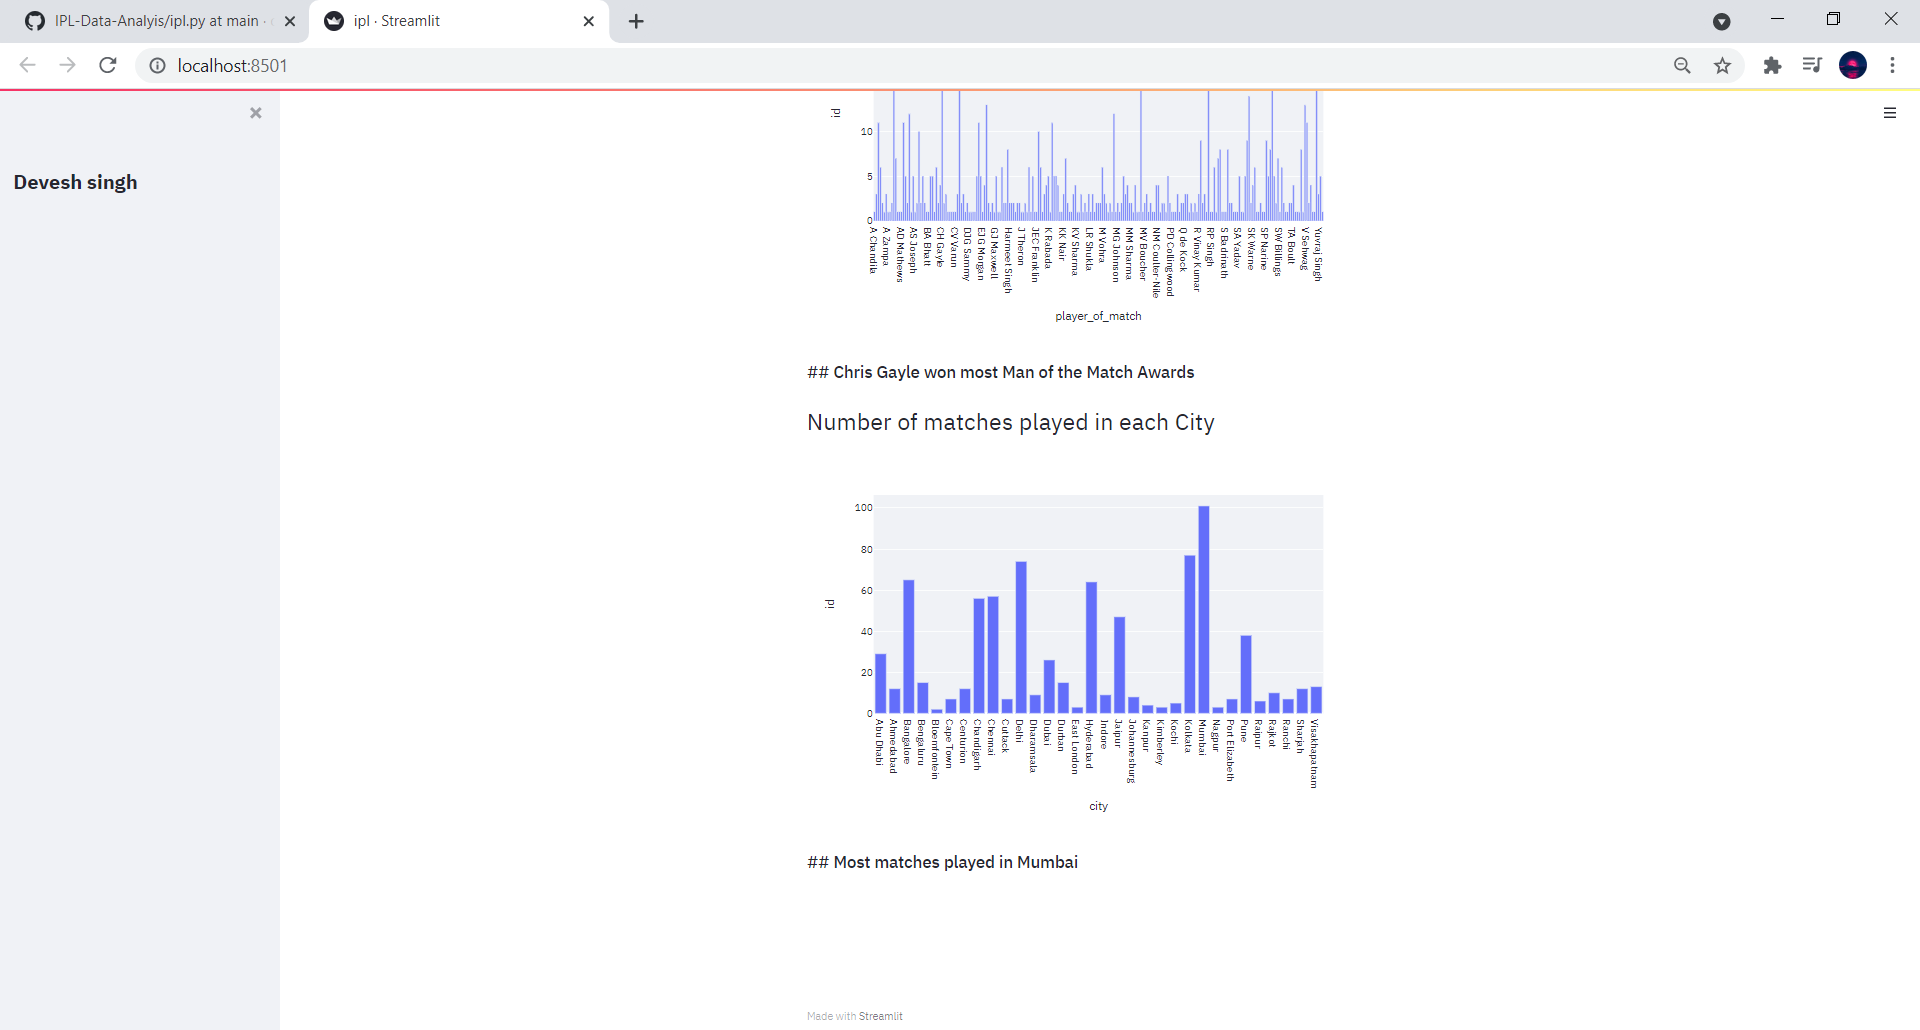 IPL-Data-Analyis/ipl.py at main ·
ipl · Streamlit
localhost:8501
Devesh singh
id
10
5
0
A Chandila
A Zampa
AD Mathews
AS Joseph
BA Bhatt
CH Gayle
CV Varun
DJG Sammy
EJG Morgan
GJ Maxwell
Harmeet Singh
J Theron
JEC Franklin
K Rabada
KK Nair
KV Sharma
LR Shukla
M Vohra
MG Johnson
MM Sharma
MV Boucher
NM Coulter-Nile
PD Collingwood
Q de Kock
R Vinay Kumar
RP Singh
S Badrinath
SA Yadav
SK Warne
SP Narine
SW Billings
TA Boult
V Sehwag
Yuvraj Singh
player_of_match
## Chris Gayle won most Man of the Match Awards
Number of matches played in each City
id
100
80
60
40
20
0
Abu Dhabi
Ahmedabad
Bangalore
Bengaluru
Bloemfontein
Cape Town
Centurion
Chandigarh
Chennai
Cuttack
Delhi
Dharamsala
Dubai
Durban
East London
Hyderabad
Indore
Jaipur
Johannesburg
Kanpur
Kimberley
Kochi
Kolkata
Mumbai
Nagpur
Port Elizabeth
Pune
Raipur
Rajkot
Ranchi
Sharjah
Visakhapatnam
city
## Most matches played in Mumbai
Made with Streamlit